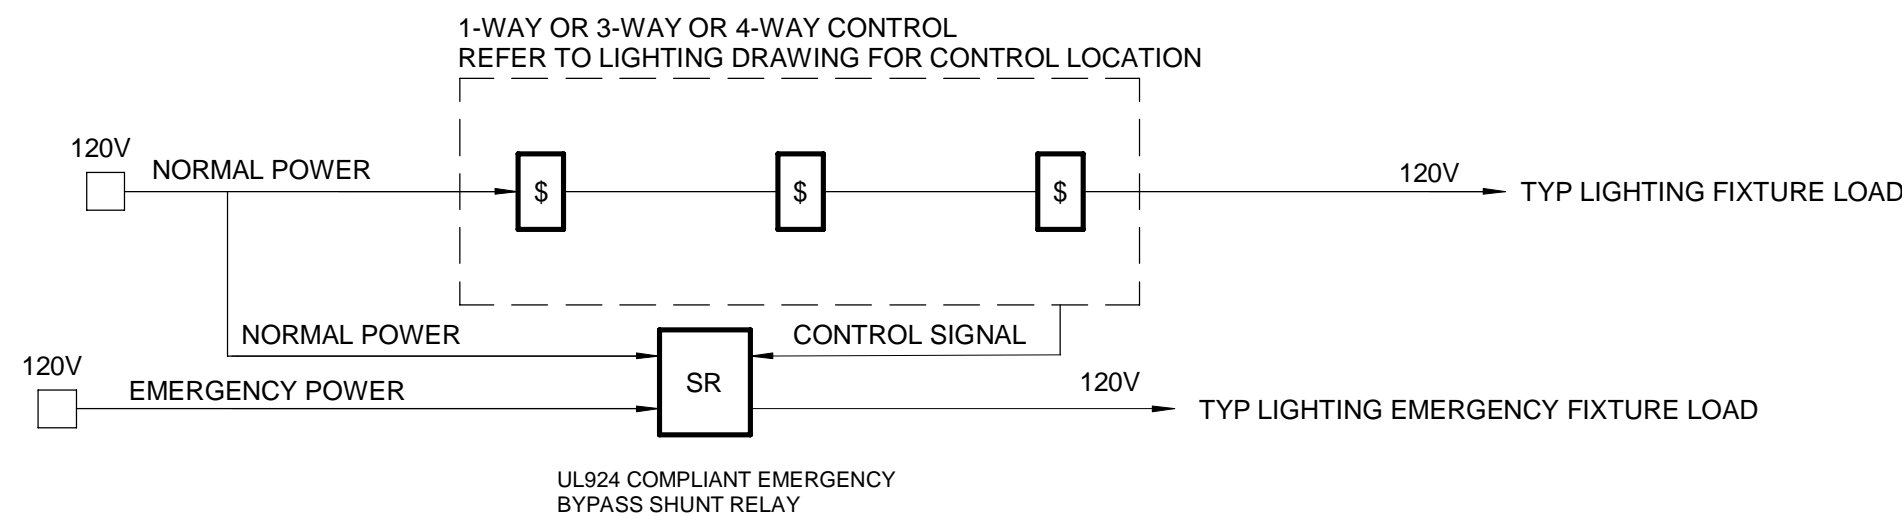 1-WAY OR 3-WAY OR 4-WAY CONTROL
REFER TO LIGHTING DRAWING FOR CONTROL LOCATION
120V
NORMAL POWER
$
$
$
120V
TYP LIGHTING FIXTURE LOAD
NORMAL POWER
CONTROL SIGNAL
120V
EMERGENCY POWER
SR
120V
TYP LIGHTING EMERGENCY FIXTURE LOAD
UL924 COMPLIANT EMERGENCY
BYPASS SHUNT RELAY